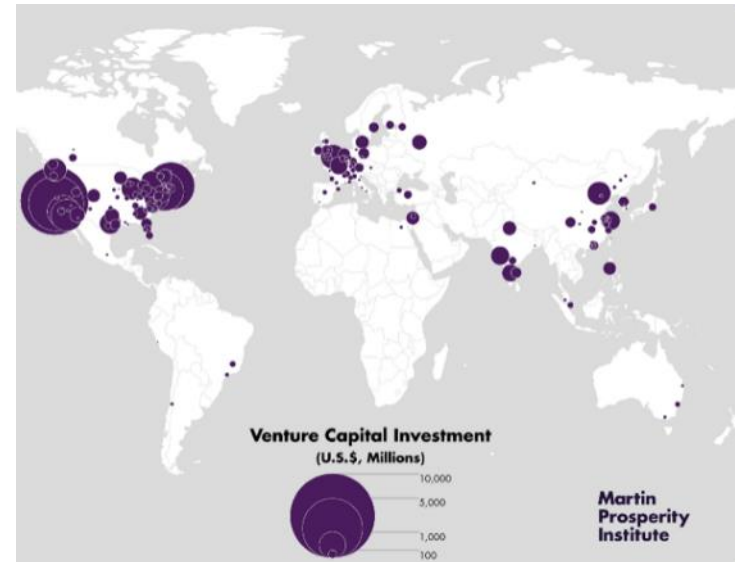 Venture Capital Investment
(U.S.$, Millions)
10,000
5,000
1,000
100
Martin
Prosperity
Institute